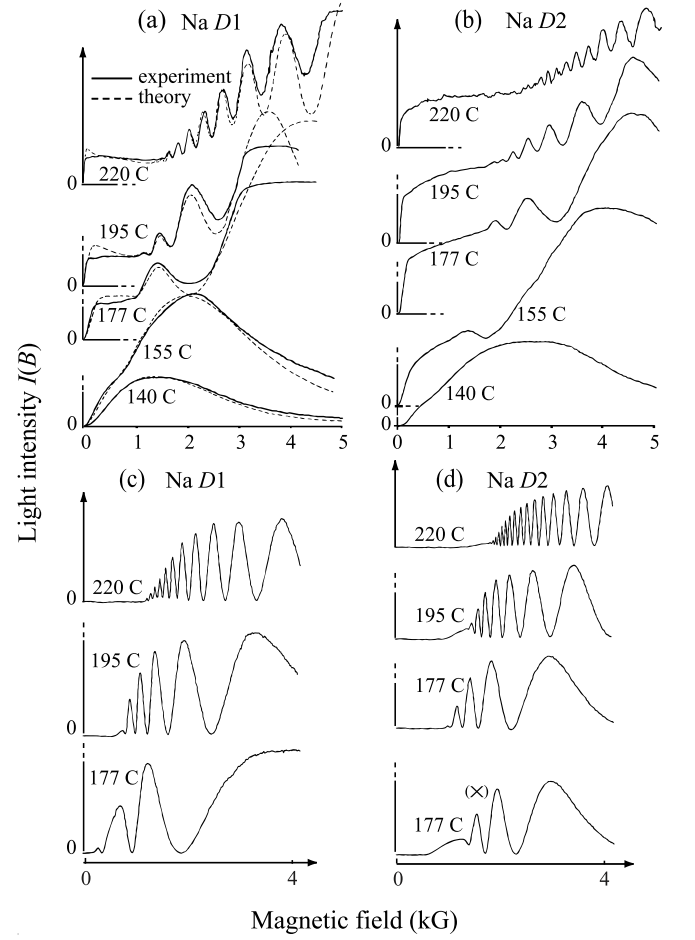 (a) Na D1
experiment
theory
220 C
0
195 C
0
177 C
0
155 C
140 C
0
0 1 2 3 4 5
(b) Na D2
220 C
0
195 C
0
177 C
0
155 C
0
140 C
0
0 1 2 3 4 5
Light intensity I(B)
(c) Na D1
220 C
0
195 C
0
177 C
0
0 4
(d) Na D2
220 C
195 C
177 C
(×)
177 C
0 4
Magnetic field (kG)